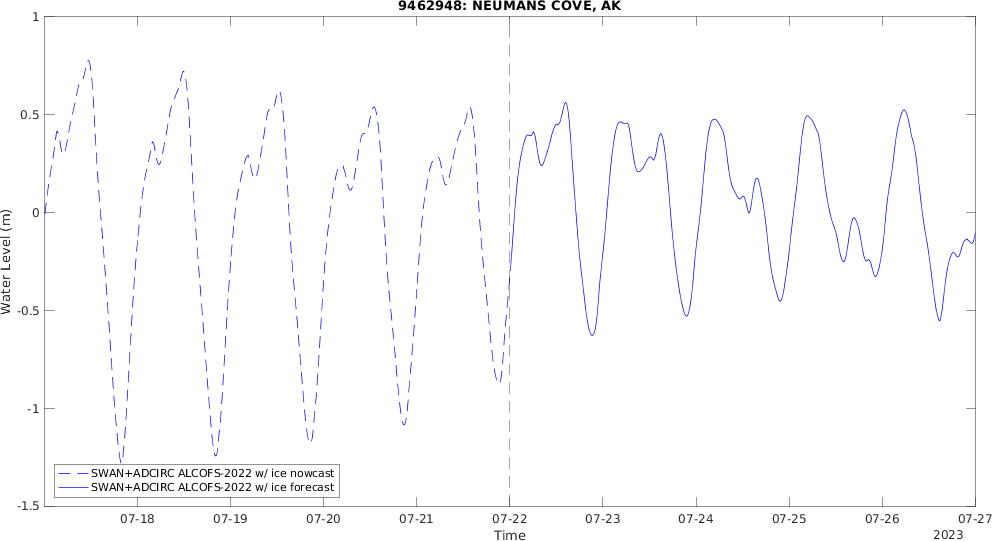 9462948: NEUMANS COVE, AK
1
0.5
0
-0.5
-1
-1.5
Water Level (m)
SWAN+ADCIRC ALCOFS-2022 w/ ice nowcast
SWAN+ADCIRC ALCOFS-2022 w/ ice forecast
07-18 07-19 07-20 07-21 07-22 07-23 07-24 07-25 07-26 07-27
Time
2023